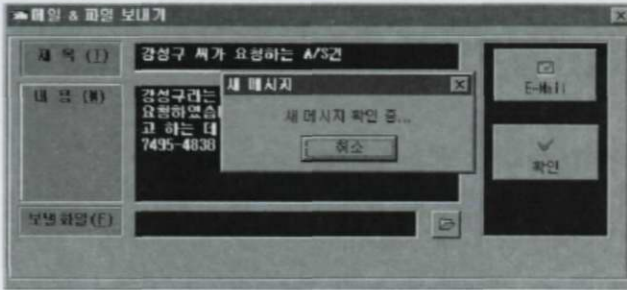 메일 & 파일 보내기
제 목 (T)
강성구 씨가 요청하는 A/S건
내 용 (N)
강성구라는
요청하였습
고 하는 데
7495-4838
새 메시지
새 메시지 확인 중...
취소
E-Mail
확인
보낼화일(F)